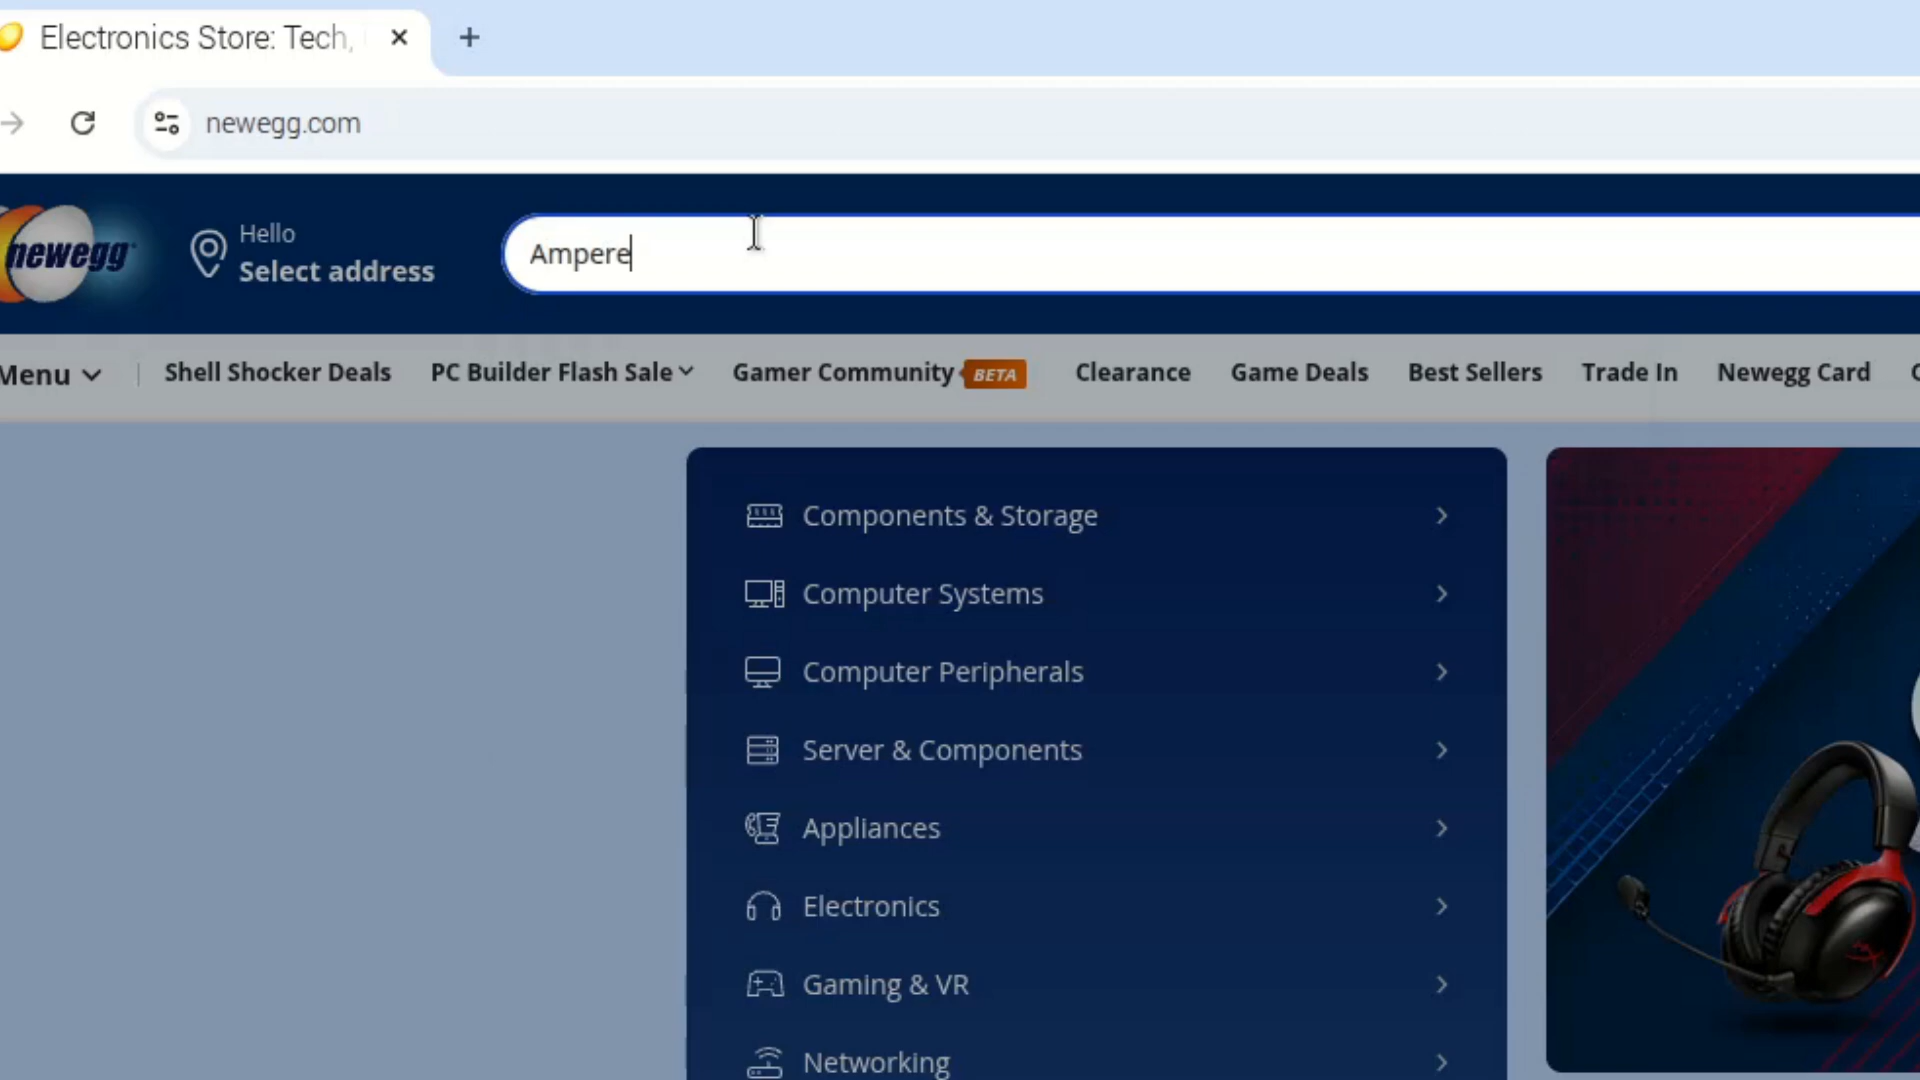 Electronics Store: Tech,
newegg.com
newegg
Hello
Select address
Ampere
Menu
Shell Shocker Deals
PC Builder Flash Sale
Gamer Community
BETA
Clearance
Game Deals
Best Sellers
Trade In
Newegg Card
Components & Storage
Computer Systems
Computer Peripherals
Server & Components
Appliances
Electronics
Gaming & VR
Networking